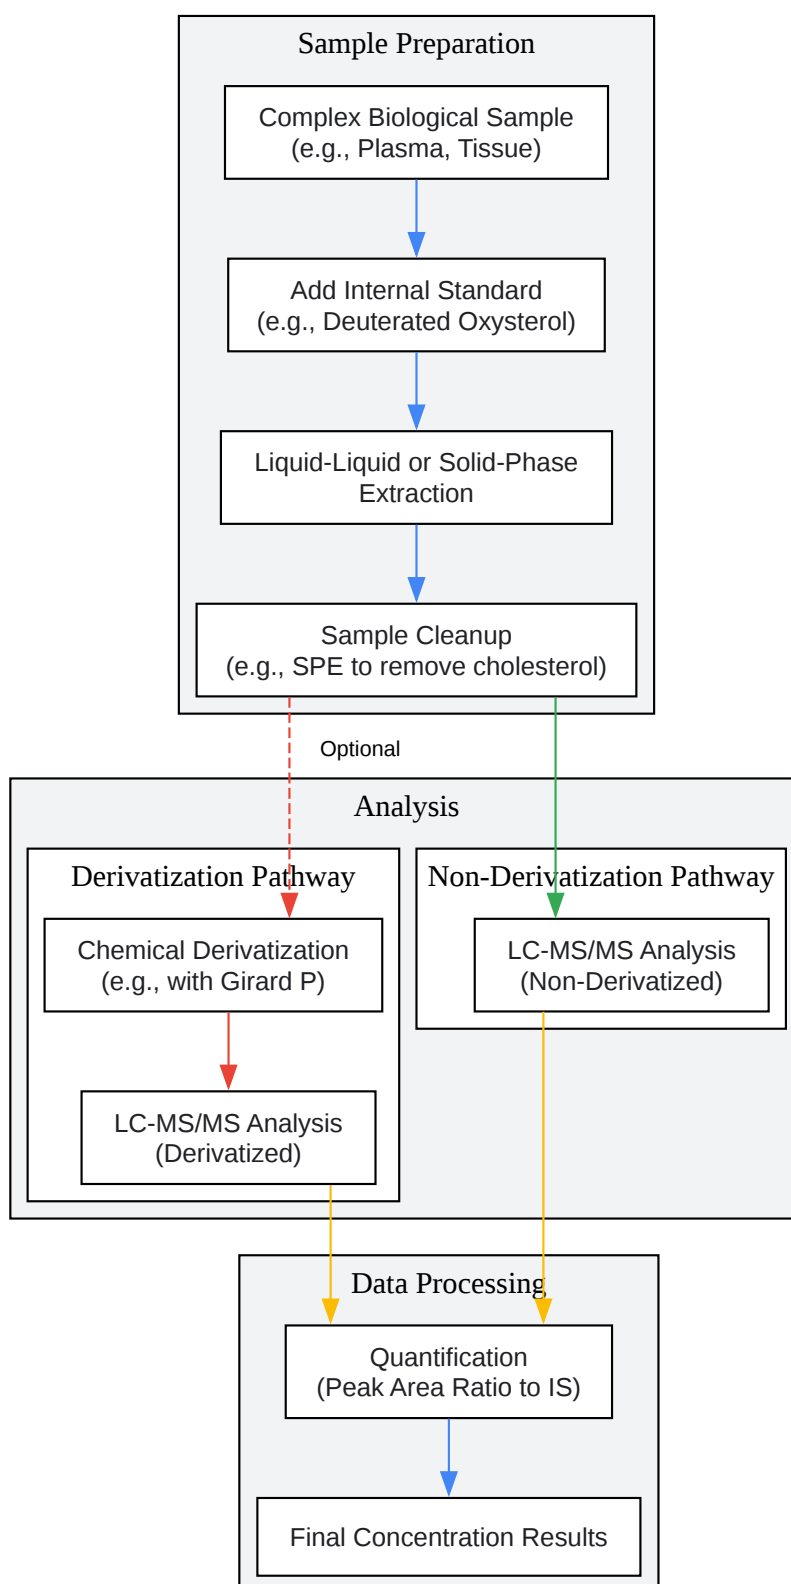 Sample Preparation
Complex Biological Sample
(e.g., Plasma, Tissue)
Add Internal Standard
(e.g., Deuterated Oxysterol)
Liquid-Liquid or Solid-Phase
Extraction
Sample Cleanup
(e.g., SPE to remove cholesterol)
Optional
Analysis
Derivatization Pathway
Chemical Derivatization
(e.g., with Girard P)
LC-MS/MS Analysis
(Derivatized)
Non-Derivatization Pathway
LC-MS/MS Analysis
(Non-Derivatized)
Data Processing
Quantification
(Peak Area Ratio to IS)
Final Concentration Results